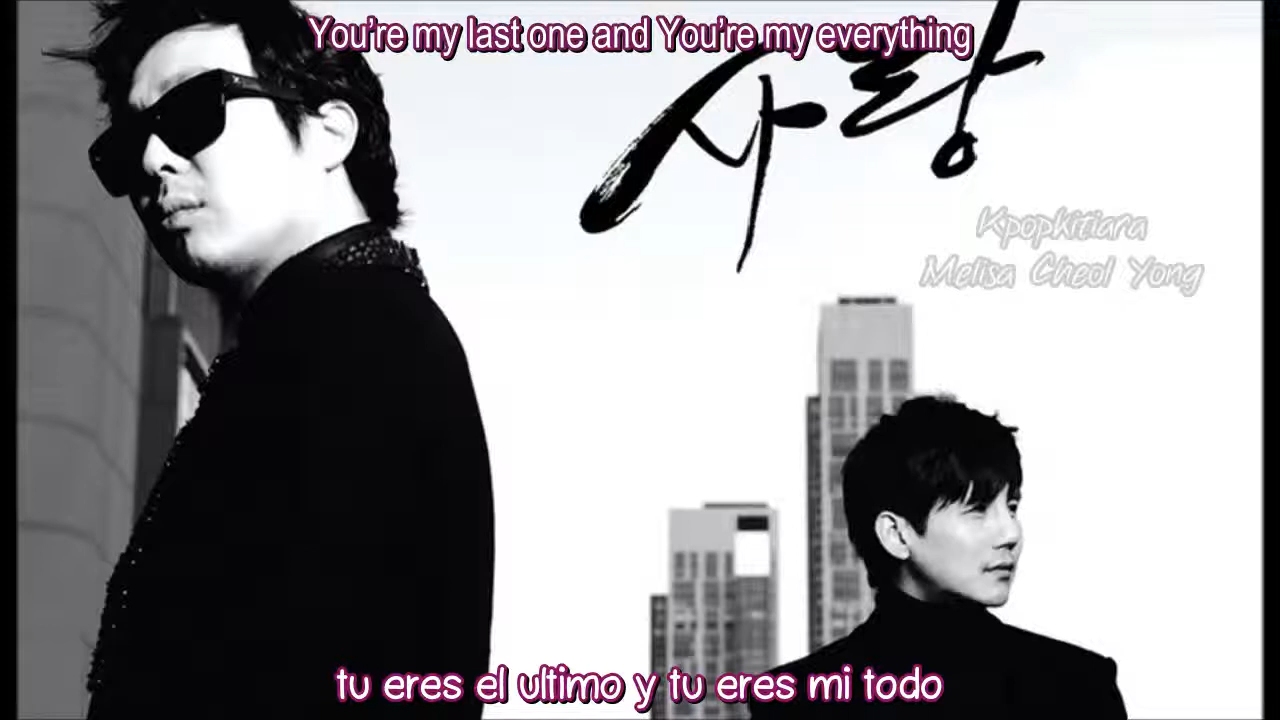 You're my last one and You're my everything
사랑
Kpopkitiara
Melisa Cheol Yong
tu eres el ultimo y tu eres mi todo